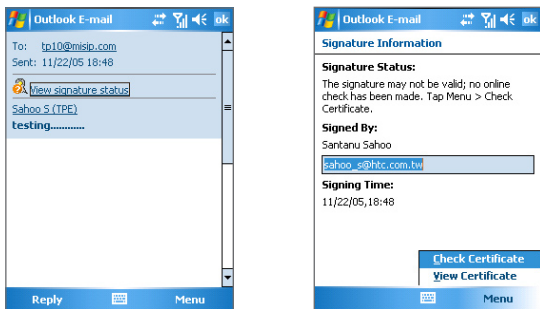 Outlook E-mail
ok
To: tp10@misip.com
Sent: 11/22/05 18:48
View signature status
Sahoo S (TPE)
testing............
Reply
Menu
Outlook E-mail
ok
Signature Information
Signature Status:
The signature may not be valid; no online
check has been made. Tap Menu > Check
Certificate.
Signed By:
Santanu Sahoo
sahoo_s@htc.com.tw
Signing Time:
11/22/05,18:48
Check Certificate
View Certificate
Menu